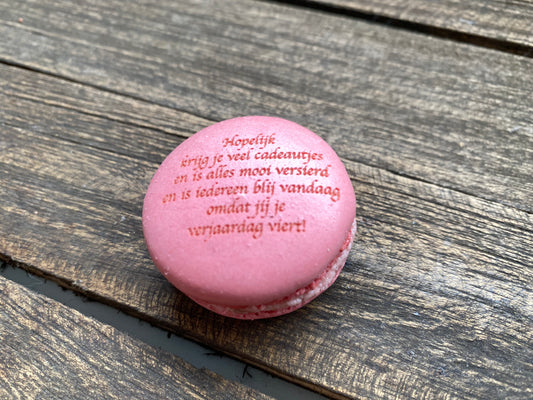 Hopelijk
krijg je veel cadeautjes
en is alles mooi versierd
en is iedereen blij vandaag
omdat jij je
verjaardag viert!